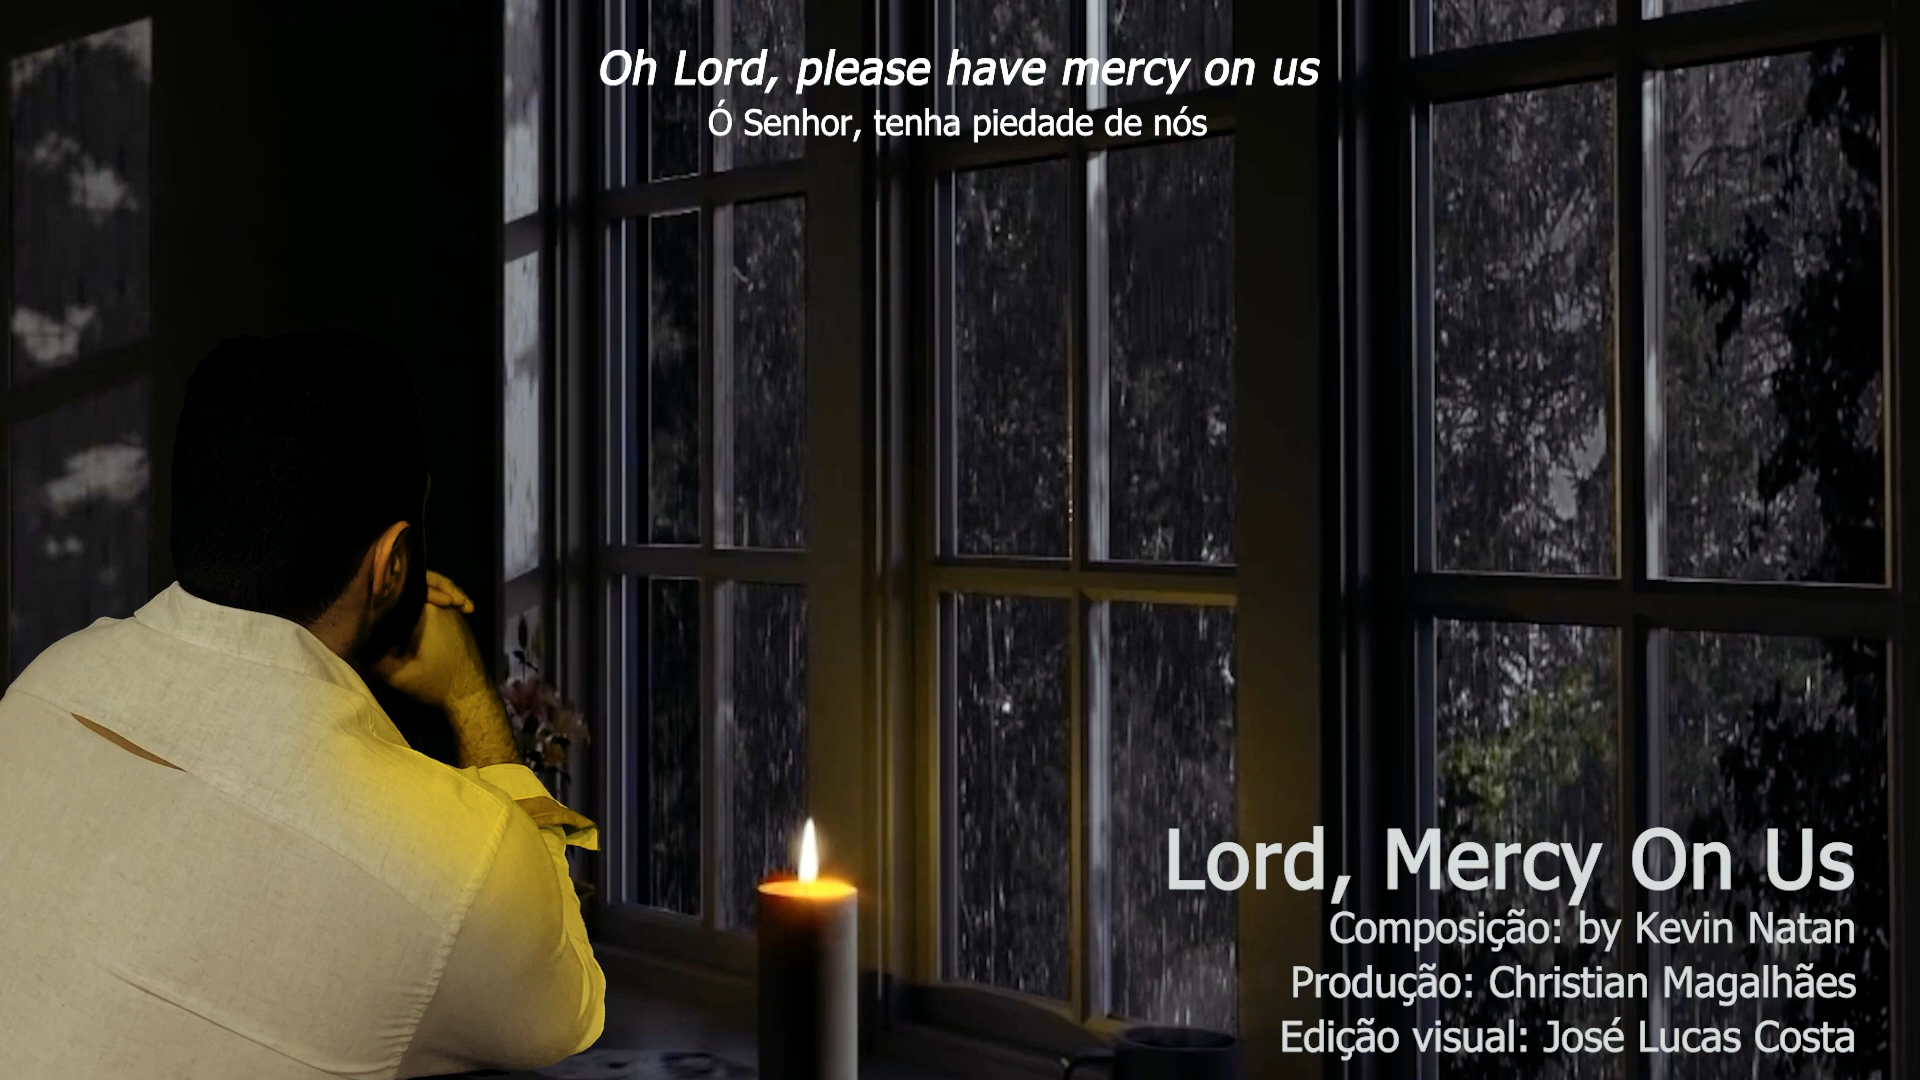 Oh Lord, please have mercy on us
Ó Senhor, tenha piedade de nós
Lord, Mercy On Us
Composição: by Kevin Natan
Produção: Christian Magalhães
Edição visual: José Lucas Costa